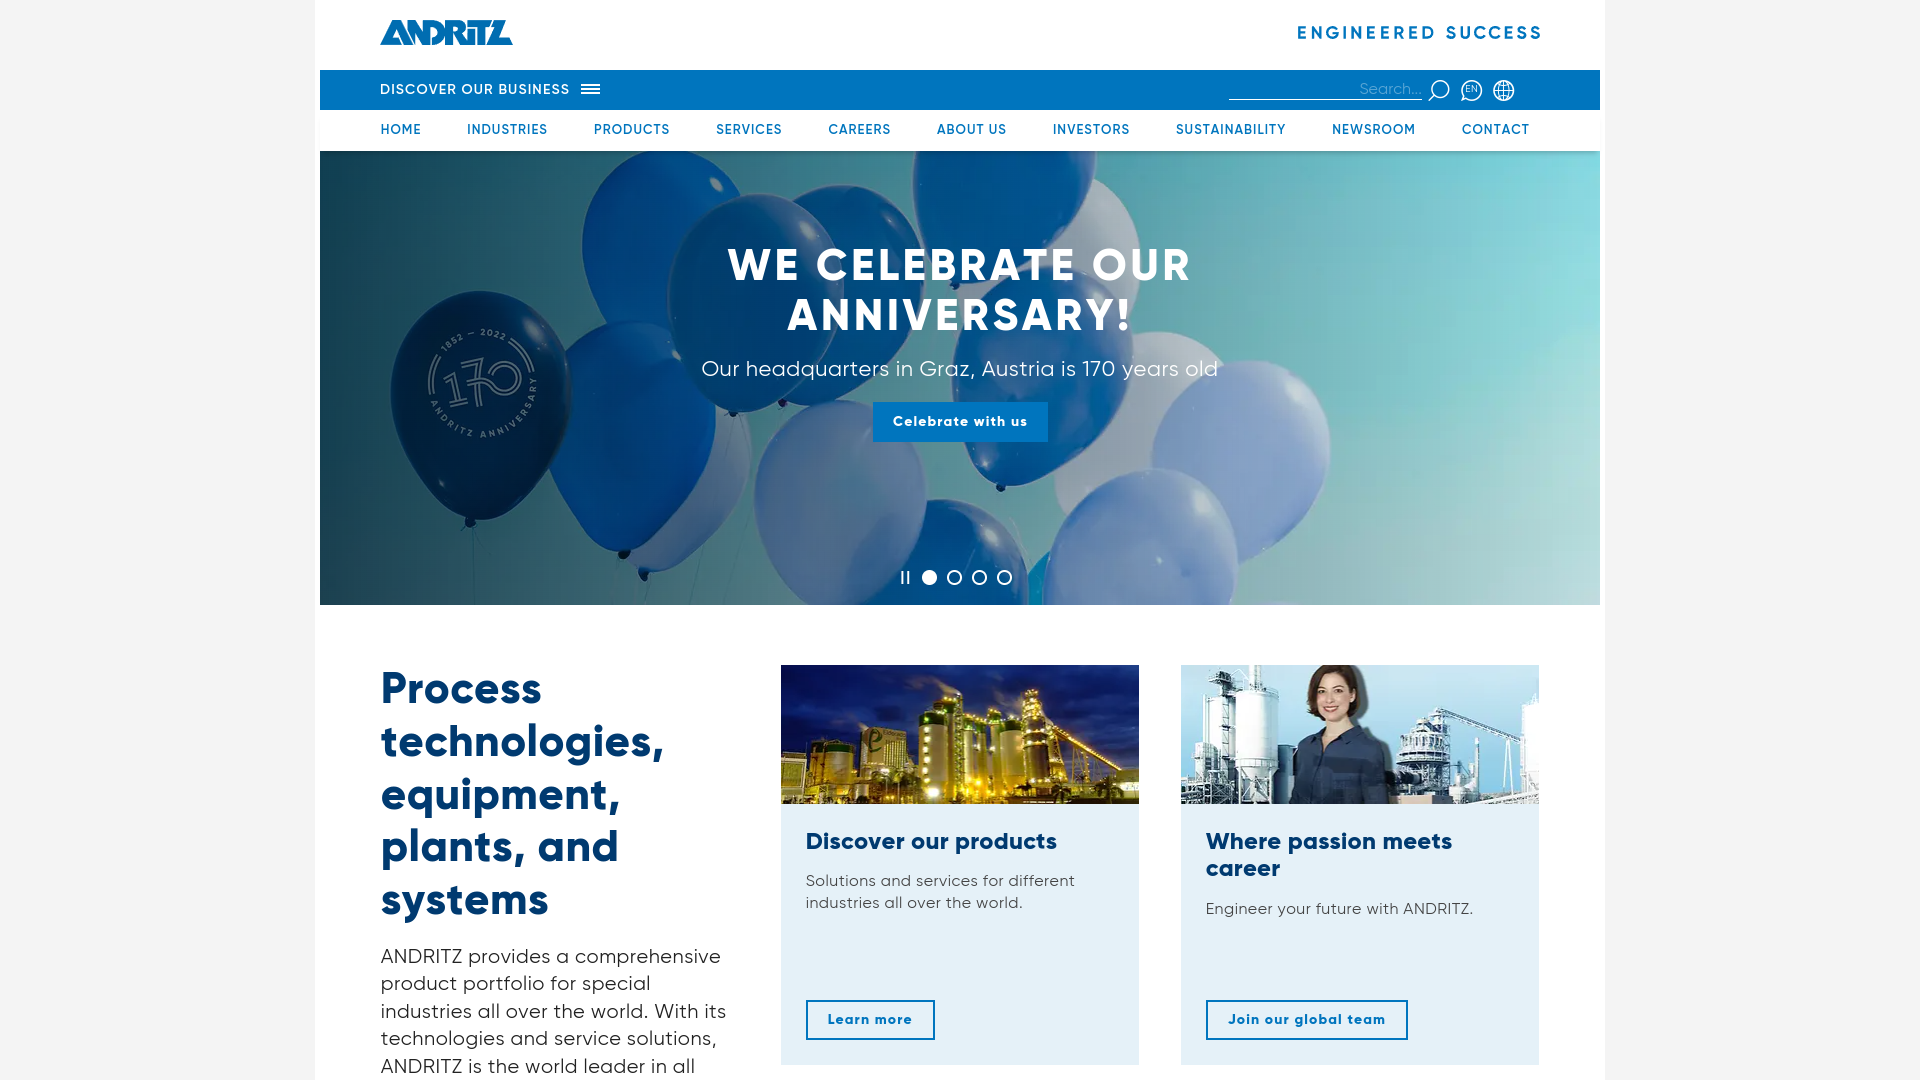 ANDRITZ
ENGINEERED SUCCESS
DISCOVER OUR BUSINESS
Search...
EN
HOME INDUSTRIES PRODUCTS SERVICES CAREERS ABOUT US INVESTORS SUSTAINABILITY NEWSROOM CONTACT
WE CELEBRATE OUR
ANNIVERSARY!
Our headquarters in Graz, Austria is 170 years old
Celebrate with us
1852 – 2022
170
ANDRITZ ANNIVERSARY
Process
technologies,
equipment,
plants, and
systems
ANDRITZ provides a comprehensive
product portfolio for special
industries all over the world. With its
technologies and service solutions,
ANDRITZ is the world leader in all
Discover our products
Solutions and services for different
industries all over the world.
Learn more
Where passion meets
career
Engineer your future with ANDRITZ.
Join our global team